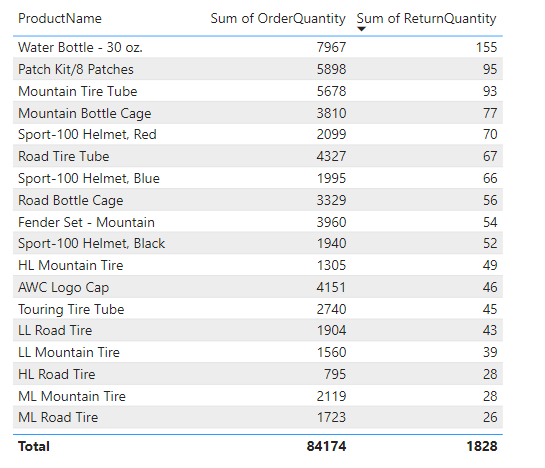 ProductName Sum of OrderQuantity Sum of ReturnQuantity
Water Bottle - 30 oz. 7967 155
Patch Kit/8 Patches 5898 95
Mountain Tire Tube 5678 93
Mountain Bottle Cage 3810 77
Sport-100 Helmet, Red 2099 70
Road Tire Tube 4327 67
Sport-100 Helmet, Blue 1995 66
Road Bottle Cage 3329 56
Fender Set - Mountain 3960 54
Sport-100 Helmet, Black 1940 52
HL Mountain Tire 1305 49
AWC Logo Cap 4151 46
Touring Tire Tube 2740 45
LL Road Tire 1904 43
LL Mountain Tire 1560 39
HL Road Tire 795 28
ML Mountain Tire 2119 28
ML Road Tire 1723 26
Total 84174 1828